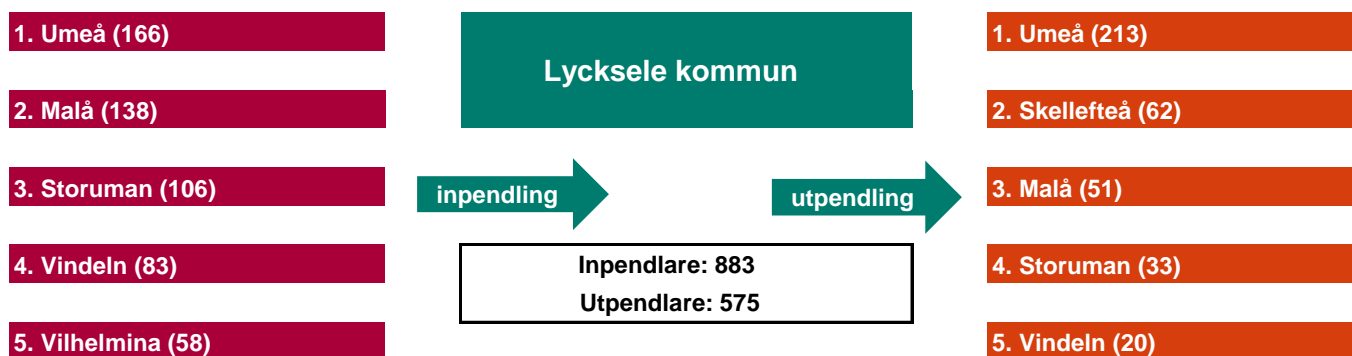 1. Umeå (166)
2. Malå (138)
3. Storuman (106)
4. Vindeln (83)
5. Vilhelmina (58)
Lycksele kommun
inpendling
utpendling
Inpendlare: 883
Utpendlare: 575
1. Umeå (213)
2. Skellefteå (62)
3. Malå (51)
4. Storuman (33)
5. Vindeln (20)